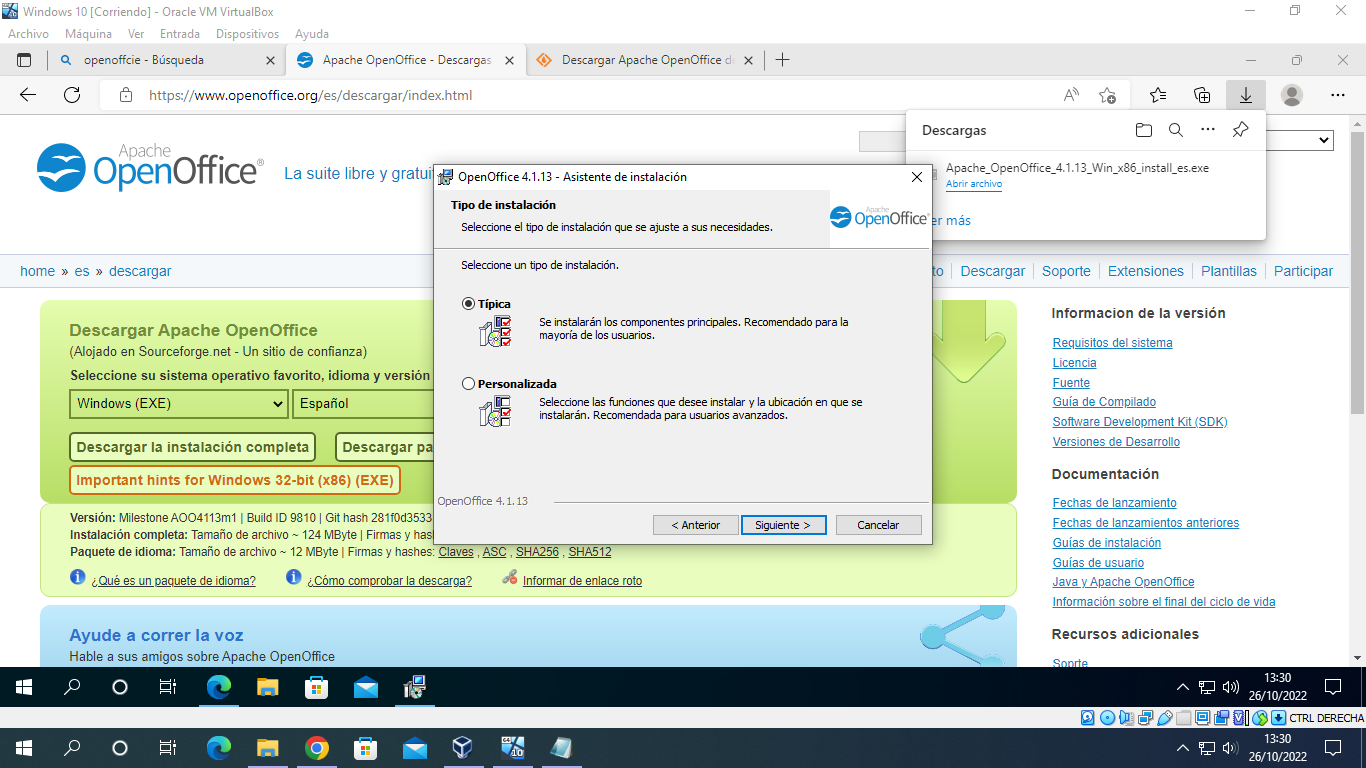 Windows 10 [Corriendo] - Oracle VM VirtualBox
Archivo Máquina Ver Entrada Dispositivos Ayuda
openoffcie - Búsqueda
Apache OpenOffice - Descargas
Descargar Apache OpenOffice de
https://www.openoffice.org/es/descargar/index.html
Descargas
Apache_OpenOffice_4.1.13_Win_x86_install_es.exe
Abrir archivo
er más
Apache
OpenOffice®
La suite libre y gratuit
OpenOffice 4.1.13 - Asistente de instalación
Tipo de instalación
Seleccione el tipo de instalación que se ajuste a sus necesidades.
Apache
OpenOffice
Seleccione un tipo de instalación.
Típica
Se instalarán los componentes principales. Recomendado para la
mayoría de los usuarios.
Personalizada
Seleccione las funciones que desee instalar y la ubicación en que se
instalarán. Recomendada para usuarios avanzados.
OpenOffice 4.1.13
< Anterior Siguiente > Cancelar
home » es » descargar
to Descargar Soporte Extensiones Plantillas Participar
Descargar Apache OpenOffice
(Alojado en Sourceforge.net - Un sitio de confianza)
Seleccione su sistema operativo favorito, idioma y versión
Windows (EXE) Español
Descargar la instalación completa Descargar pa
Important hints for Windows 32-bit (x86) (EXE)
Versión: Milestone AOO4113m1 | Build ID 9810 | Git hash 281f0d3533
Instalación completa: Tamaño de archivo ~ 124 MByte | Firmas y has
Paquete de idioma: Tamaño de archivo ~ 12 MByte | Firmas y hashes: Claves , ASC , SHA256 , SHA512
¿Qué es un paquete de idioma? ¿Cómo comprobar la descarga? Informar de enlace roto
Ayude a correr la voz
Hable a sus amigos sobre Apache OpenOffice
Informacion de la versión
Requisitos del sistema
Licencia
Fuente
Guía de Compilado
Software Development Kit (SDK)
Versiones de Desarrollo
Documentación
Fechas de lanzamiento
Fechas de lanzamientos anteriores
Guías de instalación
Guías de usuario
Java y Apache OpenOffice
Información sobre el final del ciclo de vida
Recursos adicionales
Soprte
13:30
26/10/2022
CTRL DERECHA
13:30
26/10/2022